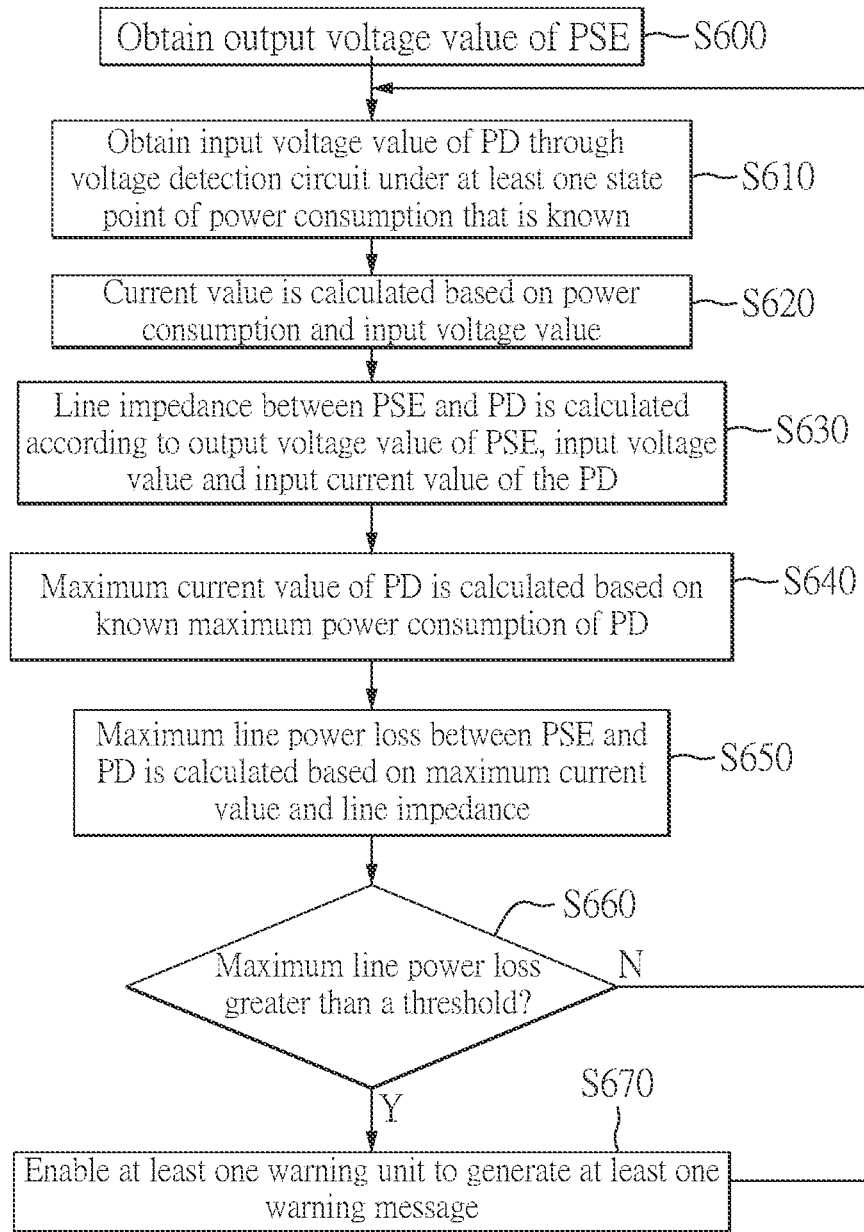 Obtain output voltage value of PSE
S600
Obtain input voltage value of PD through
voltage detection circuit under at least one state
point of power consumption that is known
S610
Current value is calculated based on power
consumption and input voltage value
S620
Line impedance between PSE and PD is calculated
according to output voltage value of PSE, input voltage
value and input current value of the PD
S630
Maximum current value of PD is calculated based on
known maximum power consumption of PD
S640
Maximum line power loss between PSE and
PD is calculated based on maximum current
value and line impedance
S650
S660
Maximum line power loss
greater than a threshold?
N
Y
S670
Enable at least one warning unit to generate at least one
warning message